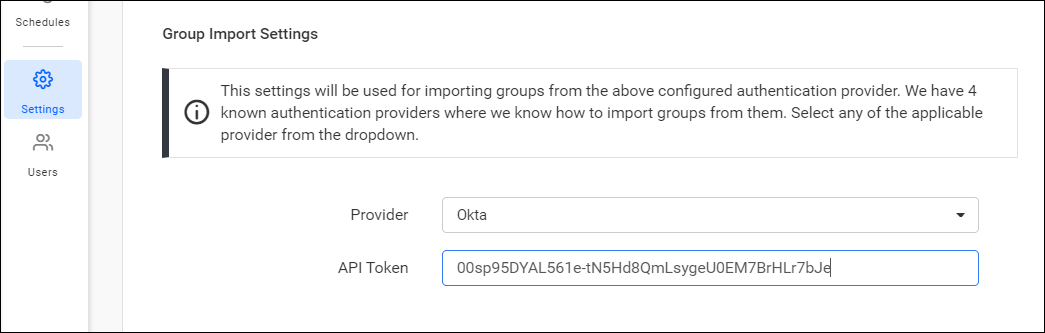 Schedules
Settings
Users
Group Import Settings
This settings will be used for importing groups from the above configured authentication provider. We have 4
known authentication providers where we know how to import groups from them. Select any of the applicable
provider from the dropdown.
Provider
Okta
API Token
00sp95DYAL561e-tN5Hd8QmLsygeU0EM7BrHLr7bJe